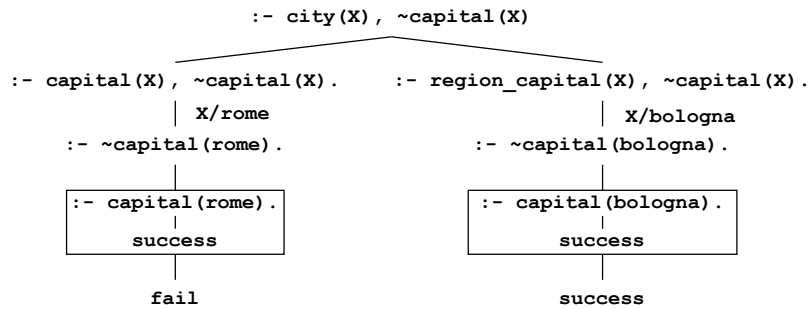 :- city(X), ~capital(X)
:- capital(X), ~capital(X). :- region_capital(X), ~capital(X).
X/rome X/bologna
:- ~capital(rome). :- ~capital(bologna).
:- capital(rome). :- capital(bologna).
success success
fail success